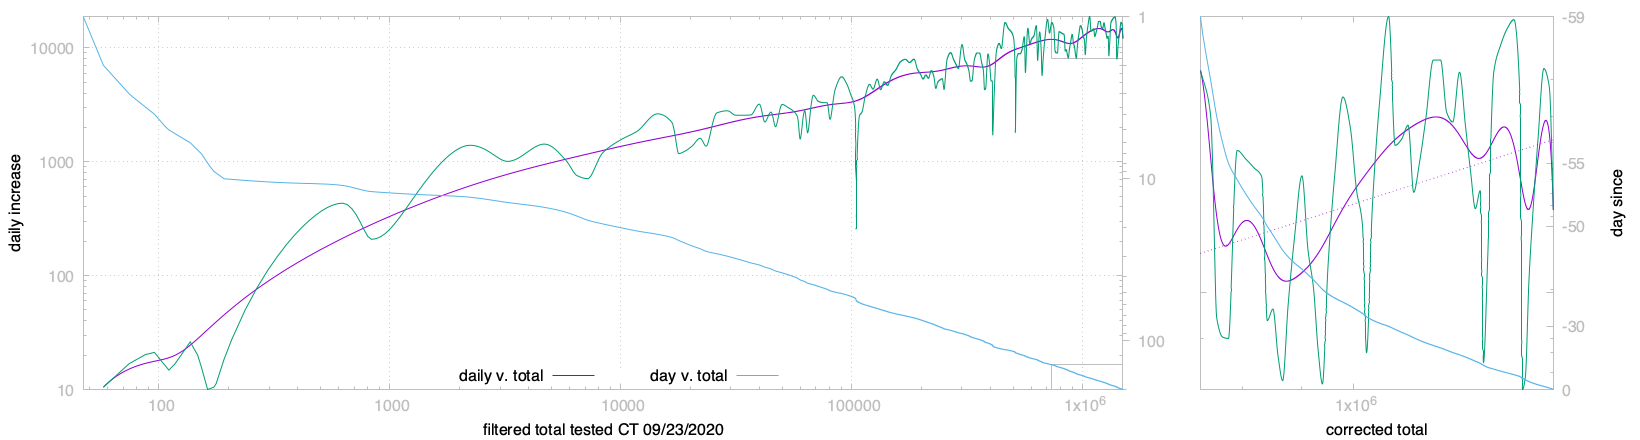 10000
1000
100
10
daily increase
100
1000
10000
100000
1x10^6
filtered total tested CT 09/23/2020
daily v. total
day v. total
1
10
100
1x10^6
corrected total
-59
-55
-50
-30
0
day since